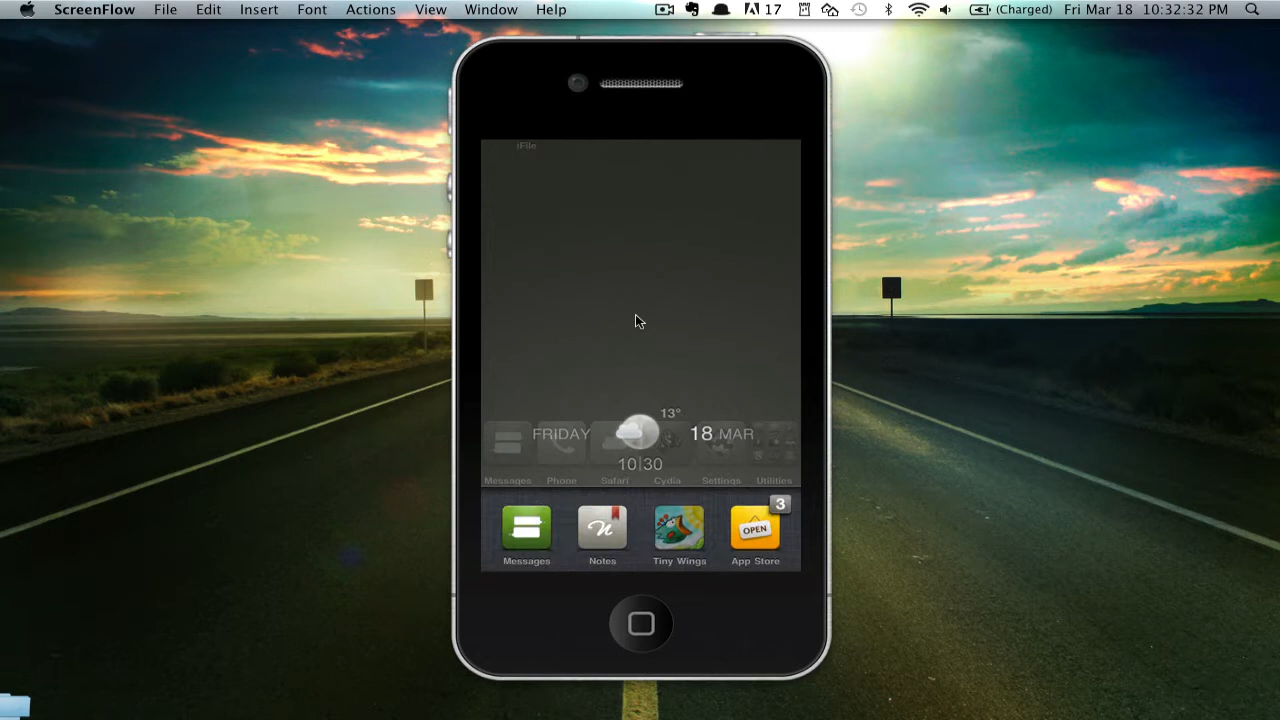 ScreenFlow File Edit Insert Font Actions View Window Help 17 (Charged) Fri Mar 18 10:32:32 PM
iFile
13°
FRIDAY 18 MAR
10|30
Messages Phone Safari Cydia Settings Utilities
3
OPEN
Messages Notes Tiny Wings App Store